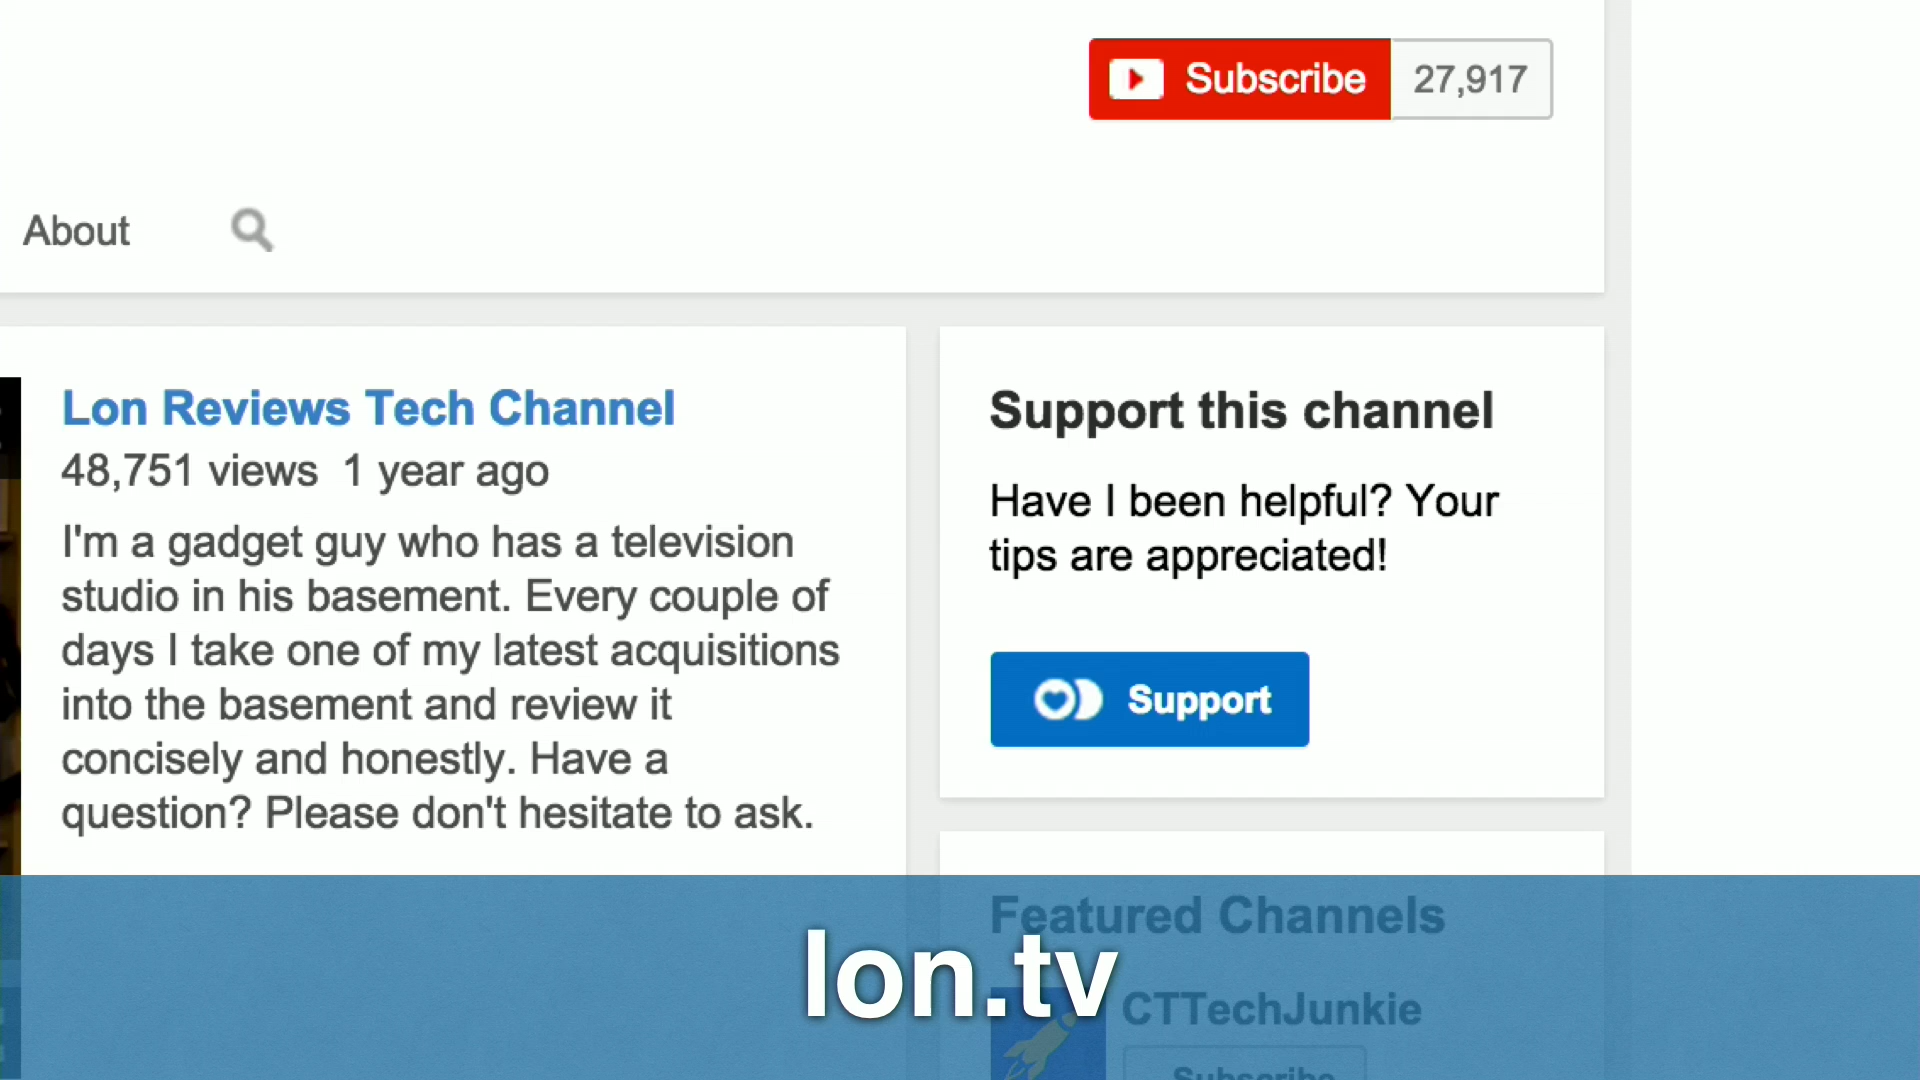 Subscribe 27,917
About
Lon Reviews Tech Channel
48,751 views 1 year ago
I'm a gadget guy who has a television
studio in his basement. Every couple of
days I take one of my latest acquisitions
into the basement and review it
concisely and honestly. Have a
question? Please don't hesitate to ask.
Support this channel
Have I been helpful? Your
tips are appreciated!
Support
Featured Channels
lon.tv
CTTechJunkie
Subscribe